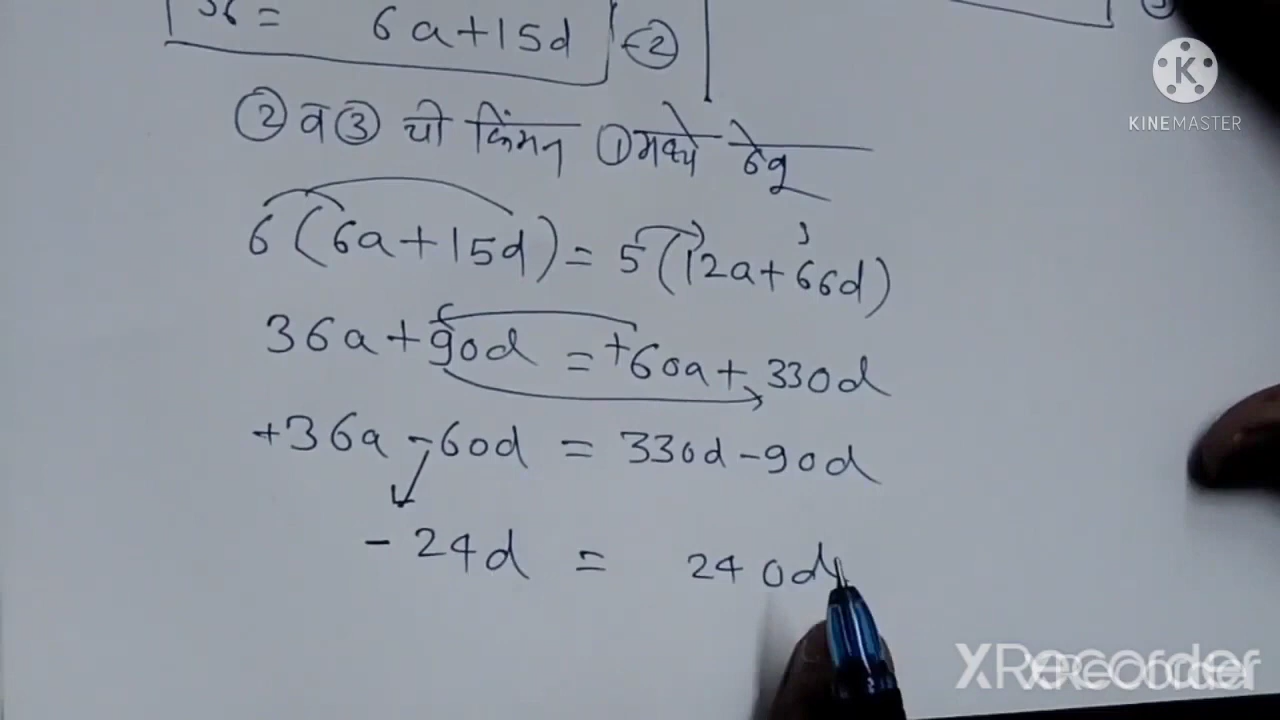 S6 = 6a+15d -②
② व ③ ची किंमत ① मध्ये ठेवू
6(6a+15d) = 5(12a+66d)
36a+90d = +60a+330d
+36a -60d = 330d-90d
-24d = 240d
KINEMASTER
XRecorder